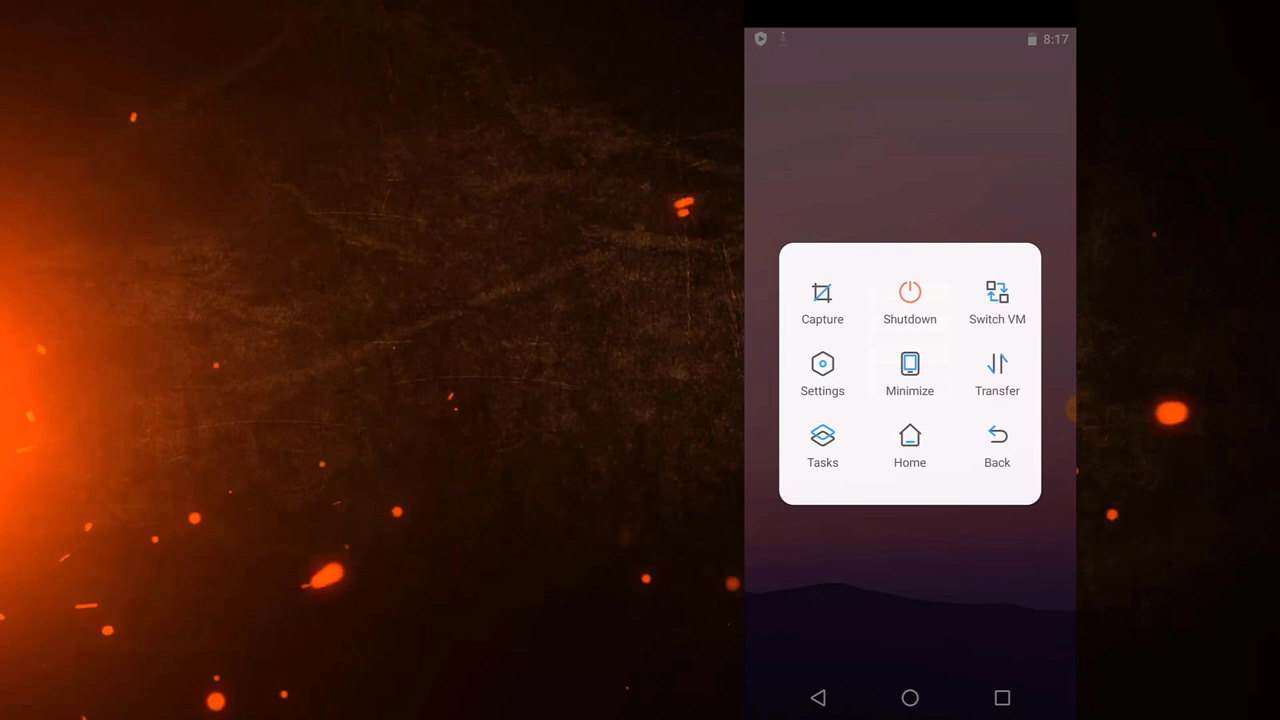 8:17
Capture
Shutdown
Switch VM
Settings
Minimize
Transfer
Tasks
Home
Back